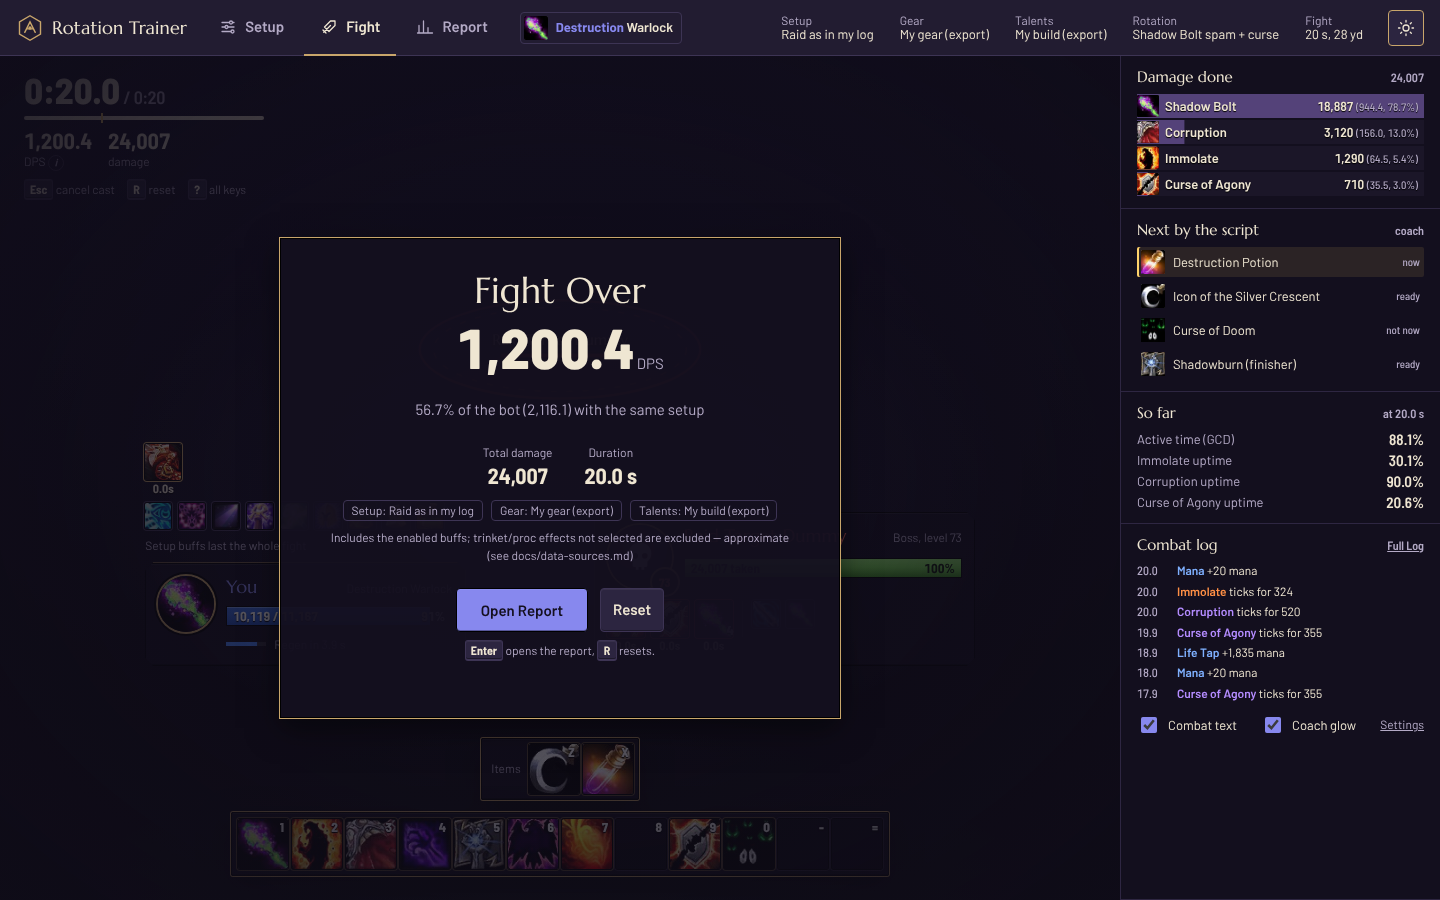 Rotation Trainer
Setup
Fight
Report
Destruction Warlock
Setup
Raid as in my log
Gear
My gear (export)
Talents
My build (export)
Rotation
Shadow Bolt spam + curse
Fight
20 s, 28 yd
0:20.0 / 0:20
1,200.4 24,007
DPS i damage
Esc cancel cast R reset ? all keys
Fight Over
1,200.4 DPS
56.7% of the bot (2,116.1) with the same setup
Total damage Duration
24,007 20.0 s
Setup: Raid as in my log Gear: My gear (export) Talents: My build (export)
Includes the enabled buffs; trinket/proc effects not selected are excluded — approximate
(see docs/data-sources.md)
Open Report Reset
Enter opens the report, R resets.
0.0s
Setup buffs last the whole
You
10,119 /
Boss, level 73
100%
Items 2
1 2 3 4 5 6 7 8 9 0 - =
Damage done 24,007
Shadow Bolt 18,887 (944.4, 78.7%)
Corruption 3,120 (156.0, 13.0%)
Immolate 1,290 (64.5, 5.4%)
Curse of Agony 710 (35.5, 3.0%)
Next by the script coach
Destruction Potion now
Icon of the Silver Crescent ready
Curse of Doom not now
Shadowburn (finisher) ready
So far at 20.0 s
Active time (GCD) 88.1%
Immolate uptime 30.1%
Corruption uptime 90.0%
Curse of Agony uptime 20.6%
Combat log Full Log
20.0 Mana +20 mana
20.0 Immolate ticks for 324
20.0 Corruption ticks for 520
19.9 Curse of Agony ticks for 355
18.9 Life Tap +1,835 mana
18.0 Mana +20 mana
17.9 Curse of Agony ticks for 355
Combat text Coach glow Settings